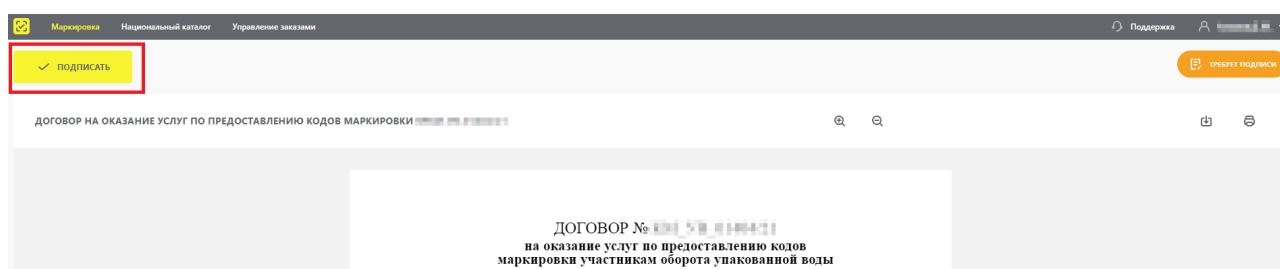 Маркировка Национальный каталог Управление заказами Поддержка
ПОДПИСАТЬ ТРЕБУЕТ ПОДПИСИ
ДОГОВОР НА ОКАЗАНИЕ УСЛУГ ПО ПРЕДОСТАВЛЕНИЮ КОДОВ МАРКИРОВКИ
ДОГОВОР №
на оказание услуг по предоставлению кодов
маркировки участникам оборота упакованной воды